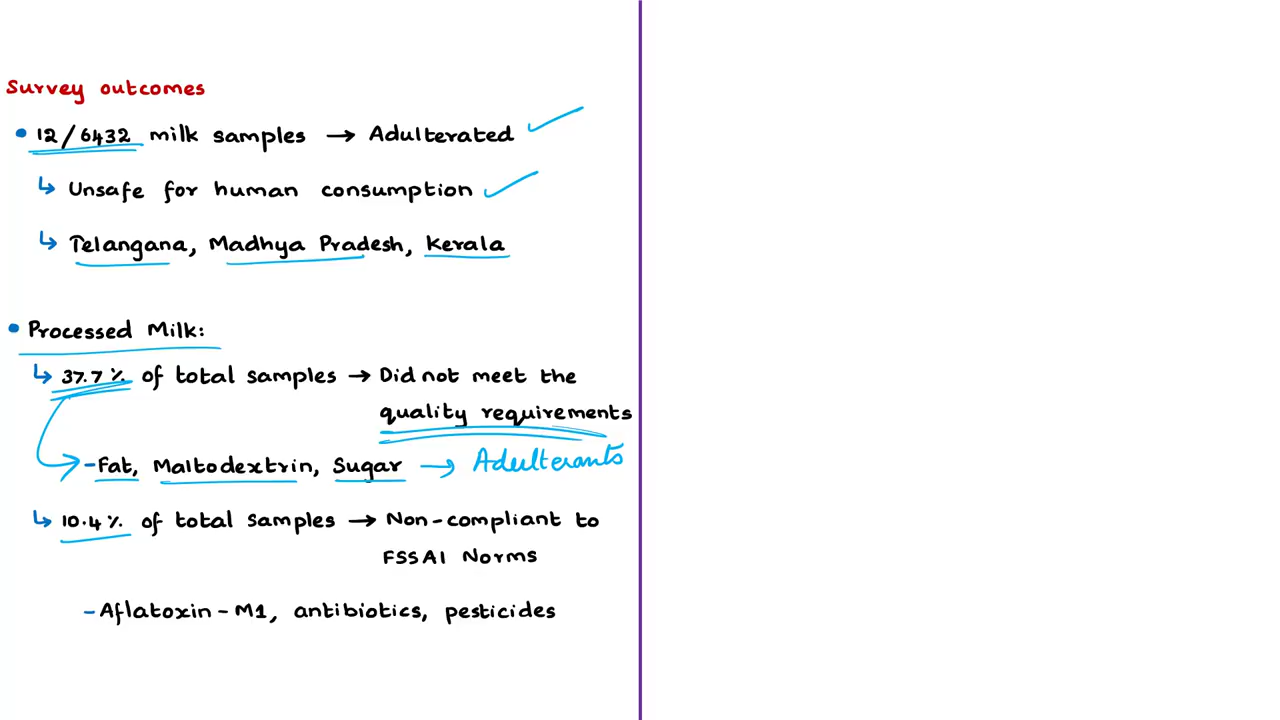 Survey outcomes
• 12/6432 milk samples → Adulterated ✓
↳ Unsafe for human consumption ✓
↳ Telangana, Madhya Pradesh, Kerala
• Processed Milk:
↳ 37.7% of total samples → Did not meet the
quality requirements
- Fat, Maltodextrin, Sugar → Adulterants
↳ 10.4% of total samples → Non-compliant to
FSSAI Norms
- Aflatoxin-M1, antibiotics, pesticides